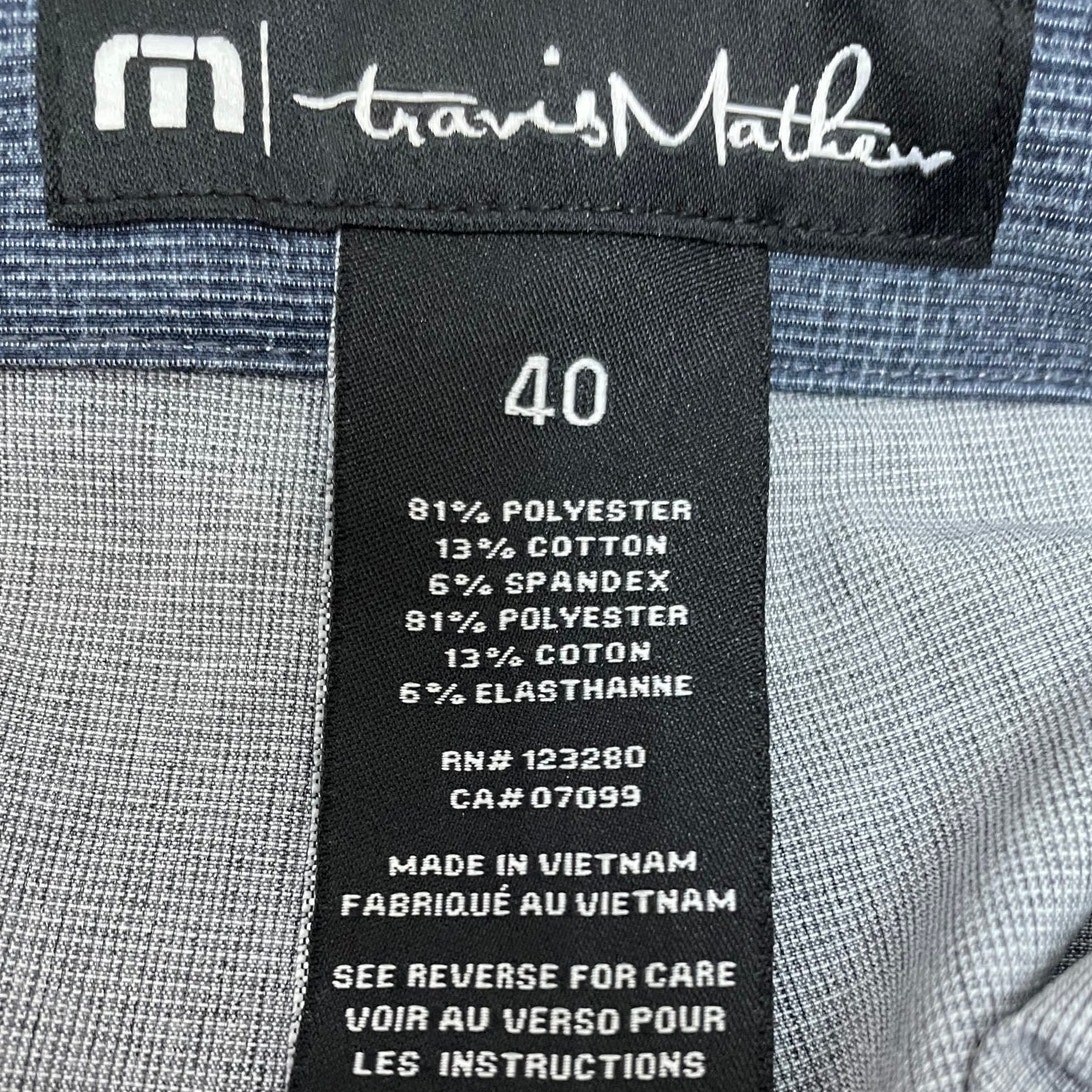 travisMathew
40
81% POLYESTER
13% COTTON
6% SPANDEX
81% POLYESTER
13% COTON
6% ELASTHANNE
RN# 123280
CA# 07099
MADE IN VIETNAM
FABRIQUÉ AU VIETNAM
SEE REVERSE FOR CARE
VOIR AU VERSO POUR
LES INSTRUCTIONS